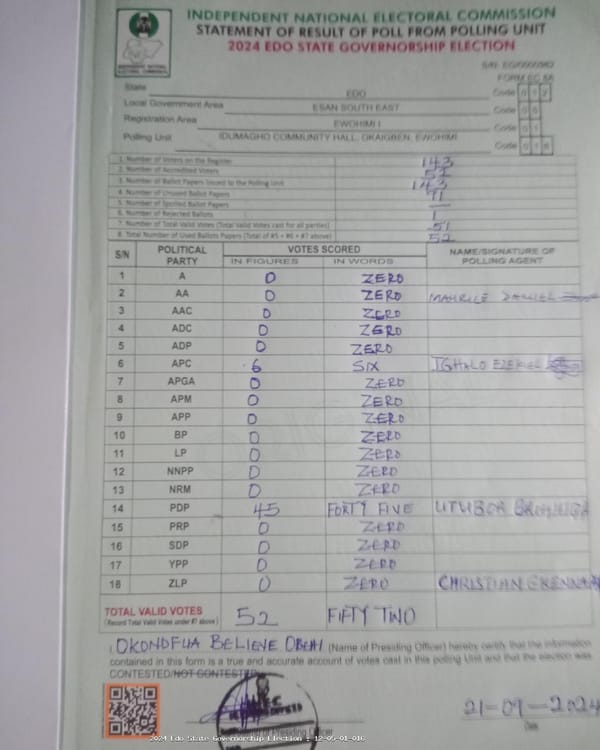 INDEPENDENT NATIONAL ELECTORAL COMMISSION
STATEMENT OF RESULT OF POLL FROM POLLING UNIT
2024 EDO STATE GOVERNORSHIP ELECTION
FORM EC 8A
State EDO Code 0 1 2
Local Government Area ESAN SOUTH EAST Code 0 5
Registration Area EWOHIMI I Code 0 1
Polling Unit IDUMAGHO COMMUNITY HALL, OKAIGBEN, EWOHIMI Code 0 1 6
1. Number of Voters on the Register 143
2. Number of Accredited Voters 52
3. Number of Ballot Papers Issued to the Polling Unit 143
4. Number of Unused Ballot Papers 91
5. Number of Spoiled Ballot Papers —
6. Number of Rejected Ballots 1
7. Number of Total Valid Votes (Total Valid Votes cast for all parties) 51
8. Total Number of Used Ballots Papers (Total of #5 + #6 + #7 above) 52
S/N POLITICAL PARTY VOTES SCORED NAME/SIGNATURE OF POLLING AGENT
IN FIGURES IN WORDS
1 A 0 ZERO
2 AA 0 ZERO
3 AAC 0 ZERO
4 ADC 0 ZERO
5 ADP 0 ZERO
6 APC 6 SIX IGHALO EZEKIEL
7 APGA 0 ZERO
8 APM 0 ZERO
9 APP 0 ZERO
10 BP 0 ZERO
11 LP 0 ZERO
12 NNPP 0 ZERO
13 NRM 0 ZERO
14 PDP 45 FORTY FIVE
15 PRP 0 ZERO
16 SDP 0 ZERO
17 YPP 0 ZERO
18 ZLP 0 ZERO CHRISTIAN
TOTAL VALID VOTES 52 FIFTY TWO
(Record Total Valid Votes under #7 above)
I, OKONOFUA BELIEVE OBEHI (Name of Presiding Officer) hereby certify that the information
contained in this form is a true and accurate account of votes cast in this polling Unit and that the election was
CONTESTED/NOT CONTESTED
21-09-2024
Date
2024 Edo State Governorship Election : 12-05-01-016